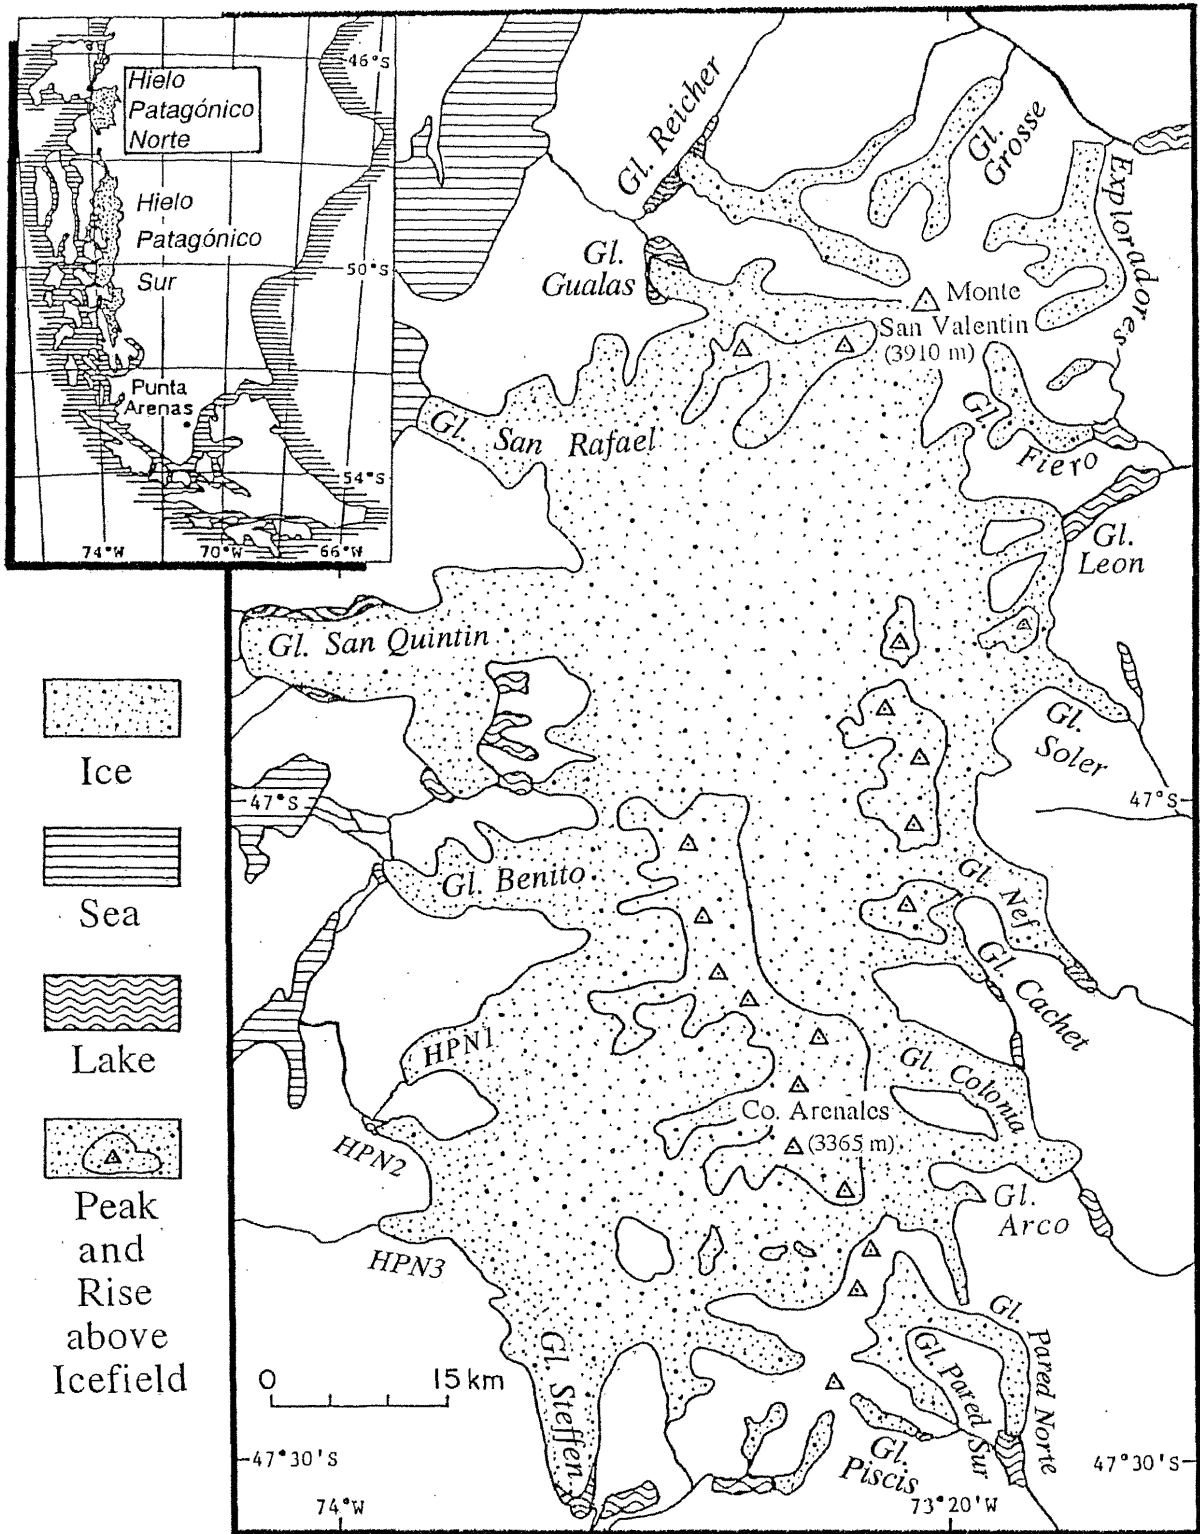 Hielo
Patagónico
Norte
Hielo
Patagónico
Sur
46°S
50°S
54°S
Punta
Arenas
74°W
70°W
66°W
Gl. Reicher
Gl.
Grosse
Exploradores
Gl.
Gualas
Monte
San Valentin
(3910 m)
Gl. San Rafael
Gl.
Fiero
Gl.
Leon
Gl. San Quintin
Gl.
Soler
47°S
47°S
Gl. Benito
Gl. Nef
Gl. Cachet
HPN1
Gl. Colonia
Co. Arenales
(3365 m)
HPN2
Gl.
Arco
HPN3
Gl. Pared Norte
Gl. Pared Sur
Gl. Steffen
Gl.
Piscis
0 15 km
47°30'S
47°30'S
74°W
73°20'W
Ice
Sea
Lake
Peak
and
Rise
above
Icefield